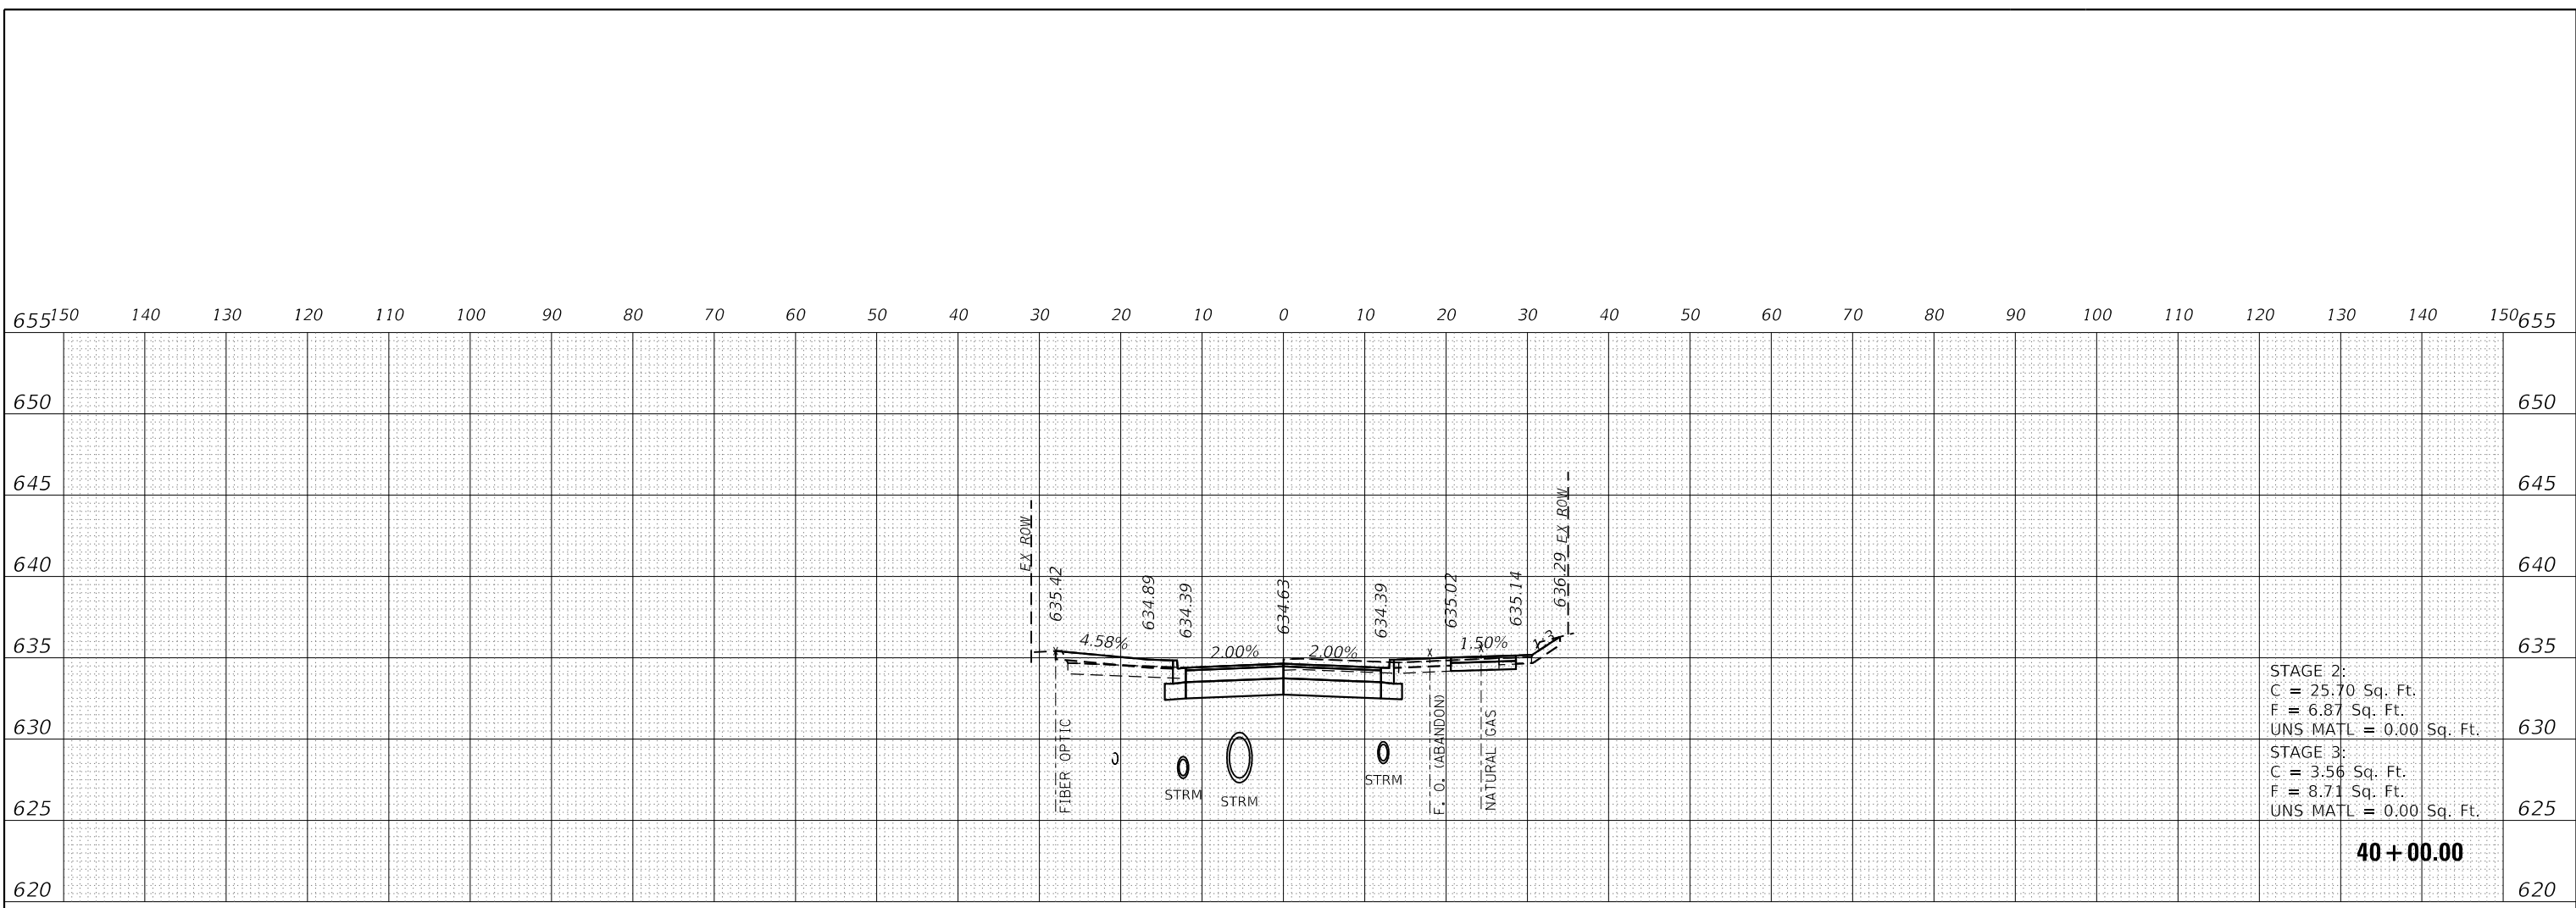 150 140 130 120 110 100 90 80 70 60 50 40 30 20 10 0 10 20 30 40 50 60 70 80 90 100 110 120 130 140 150
655 655
650 650
645 645
EX ROW EX ROW
640 640
635.42 634.89 634.39 634.63 634.39 635.02 635.14 636.29
635 635
4.58% 2.00% 2.00% 1.50% 1:3
STAGE 2:
C = 25.70 Sq. Ft.
F = 6.87 Sq. Ft.
UNS MATL = 0.00 Sq. Ft.
630 630
FIBER OPTIC
STRM
STRM
STRM
F. O. (ABANDON)
NATURAL GAS
STAGE 3:
C = 3.56 Sq. Ft.
F = 8.71 Sq. Ft.
UNS MATL = 0.00 Sq. Ft.
625 625
40+00.00
620 620